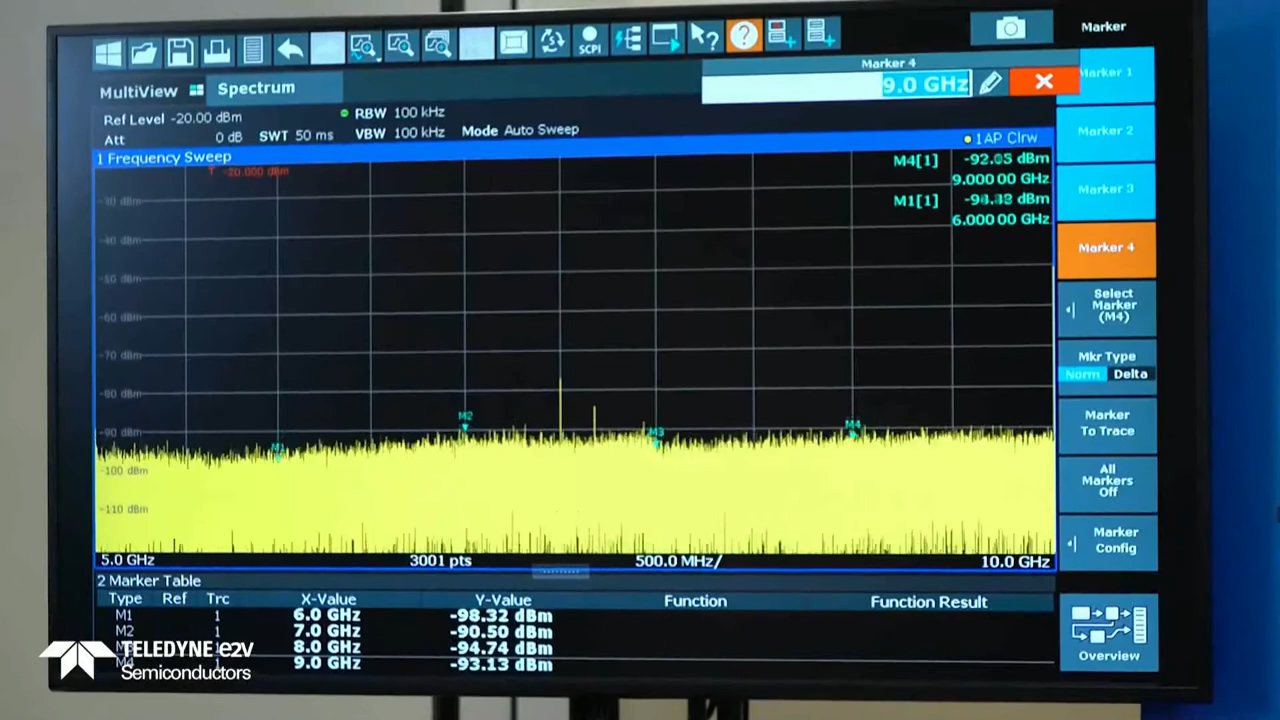 Marker
SCPI
Marker 4
9.0 GHz
MultiView
Spectrum
Marker 1
Ref Level -20.00 dBm
RBW 100 kHz
Att 0 dB SWT 50 ms VBW 100 kHz Mode Auto Sweep
1 Frequency Sweep
1AP Clrw
-20.000 dBm
M4[1]
9.000 00 GHz
M1[1]
6.000 00 GHz
-30 dBm
-40 dBm
-50 dBm
-60 dBm
-70 dBm
-80 dBm
-90 dBm
-100 dBm
-110 dBm
M1
M2
M3
M4
5.0 GHz 3001 pts 500.0 MHz/ 10.0 GHz
Marker 2
Marker 3
Marker 4
Select
Marker
(M4)
Mkr Type
Norm Delta
Marker
To Trace
All
Markers
Off
Marker
Config
Overview
2 Marker Table
Type Ref Trc X-Value Y-Value Function Function Result
M1 1 6.0 GHz -98.32 dBm
M2 1 7.0 GHz -90.50 dBm
8.0 GHz -94.74 dBm
M4 1 9.0 GHz -93.13 dBm
TELEDYNE e2v
Semiconductors